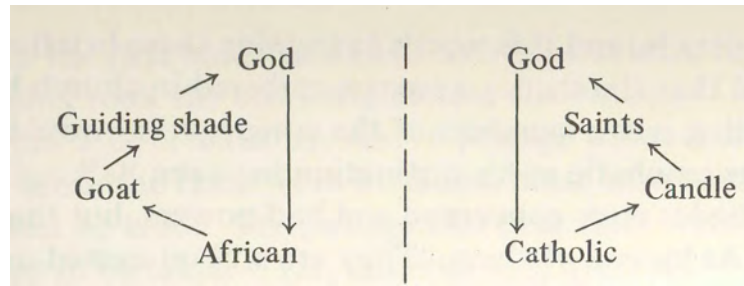 God God
Guiding shade Saints
Goat Candle
African Catholic